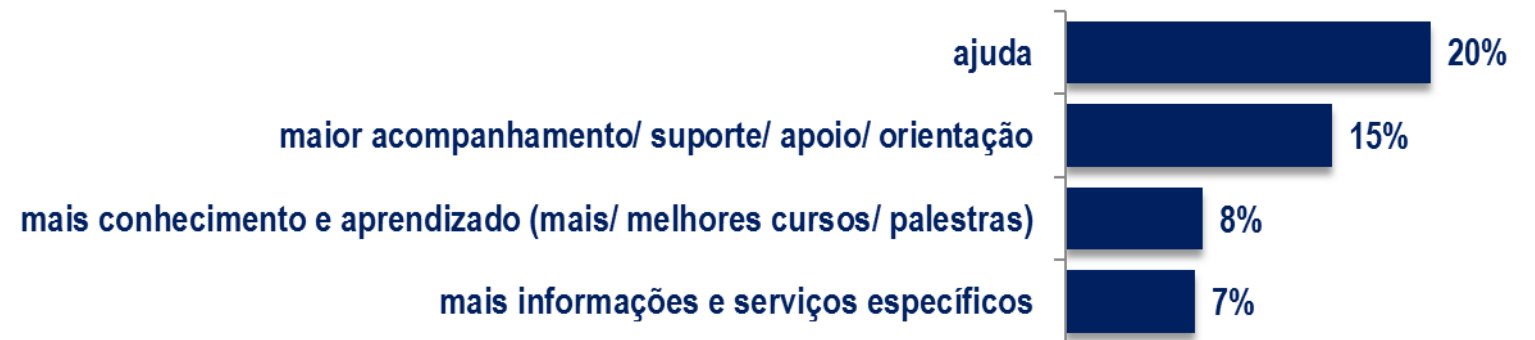 ajuda 20%
maior acompanhamento/ suporte/ apoio/ orientação 15%
mais conhecimento e aprendizado (mais/ melhores cursos/ palestras) 8%
mais informações e serviços específicos 7%